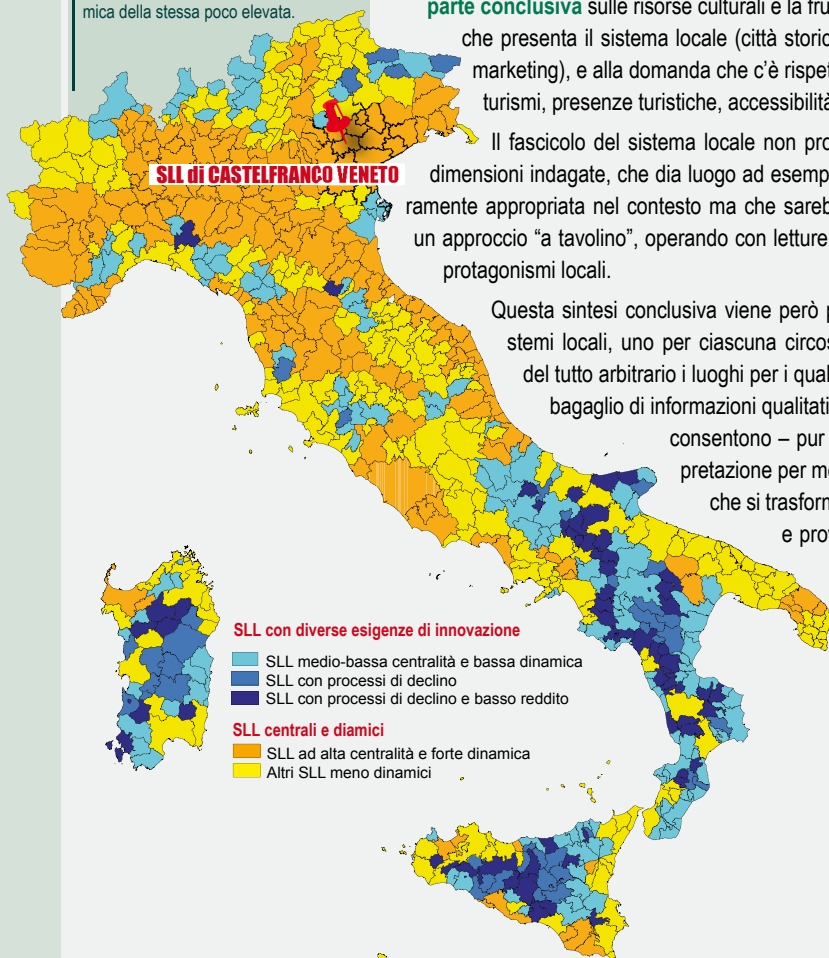 mica della stessa poco elevata.
parte conclusiva sulle risorse culturali e la fru
che presenta il sistema locale (città storic
marketing), e alla domanda che c'è rispet
turismi, presenze turistiche, accessibilità
Il fascicolo del sistema locale non pro
dimensioni indagate, che dia luogo ad esemp
ramente appropriata nel contesto ma che sareb
un approccio “a tavolino”, operando con letture
protagonismi locali.
Questa sintesi conclusiva viene però p
stemi locali, uno per ciascuna circos
del tutto arbitrario i luoghi per i qual
bagaglio di informazioni qualitati
consentono – pur
pretazione per me
che si trasform
e prov
SLL di CASTELFRANCO VENETO
SLL con diverse esigenze di innovazione
SLL medio-bassa centralità e bassa dinamica
SLL con processi di declino
SLL con processi di declino e basso reddito
SLL centrali e diamici
SLL ad alta centralità e forte dinamica
Altri SLL meno dinamici